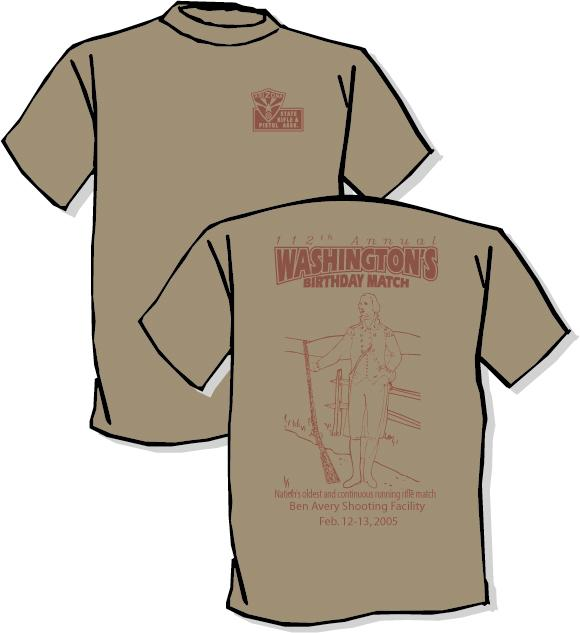 ARIZONA
STATE
RIFLE &
PISTOL ASSN.
112th Annual
WASHINGTON'S
BIRTHDAY MATCH
Nation's oldest and continuous running rifle match
Ben Avery Shooting Facility
Feb. 12-13, 2005